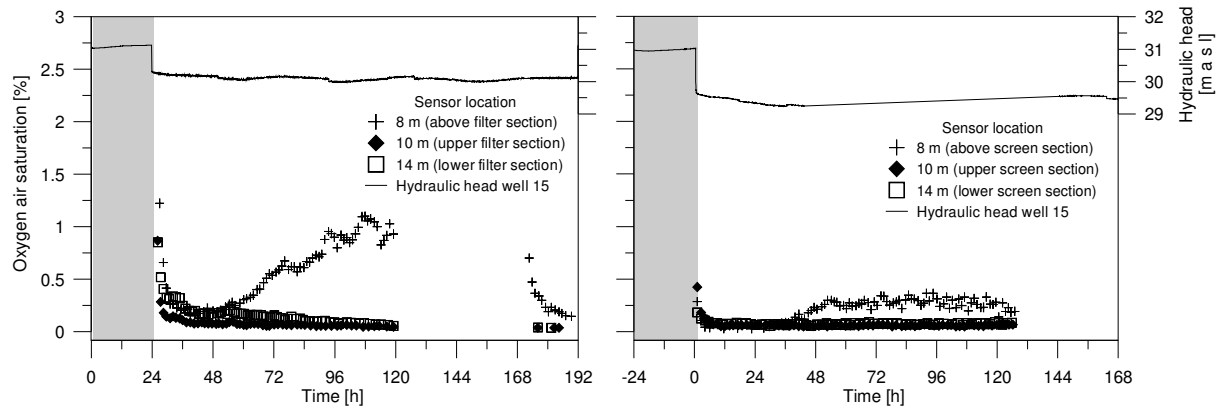 3
2.5
2
1.5
1
0.5
0
Oxygen air saturation [%]
Sensor location
8 m (above filter section)
10 m (upper filter section)
14 m (lower filter section)
Hydraulic head well 15
0 24 48 72 96 120 144 168 192
Time [h]
Sensor location
8 m (above screen section)
10 m (upper screen section)
14 m (lower screen section)
Hydraulic head well 15
-24 0 24 48 72 96 120 144 168
Time [h]
32
31
30
29
Hydraulic head
[m a s l]